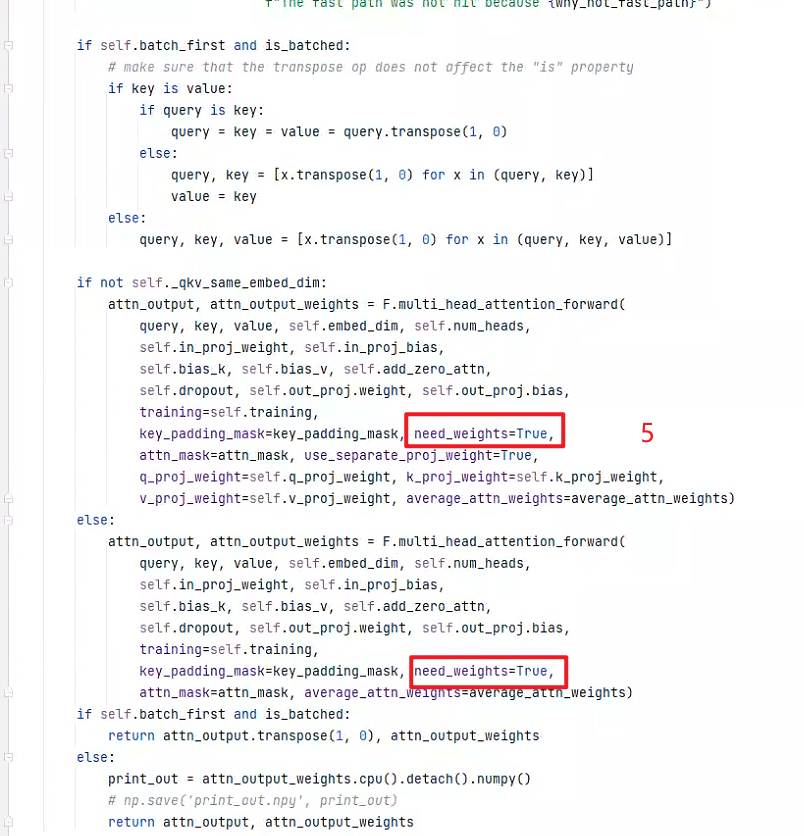 f"The fast path was not hit because {why_not_fast_path}")
if self.batch_first and is_batched:
# make sure that the transpose op does not affect the "is" property
if key is value:
if query is key:
query = key = value = query.transpose(1, 0)
else:
query, key = [x.transpose(1, 0) for x in (query, key)]
value = key
else:
query, key, value = [x.transpose(1, 0) for x in (query, key, value)]
if not self._qkv_same_embed_dim:
attn_output, attn_output_weights = F.multi_head_attention_forward(
query, key, value, self.embed_dim, self.num_heads,
self.in_proj_weight, self.in_proj_bias,
self.bias_k, self.bias_v, self.add_zero_attn,
self.dropout, self.out_proj.weight, self.out_proj.bias,
training=self.training,
key_padding_mask=key_padding_mask, need_weights=True, 5
attn_mask=attn_mask, use_separate_proj_weight=True,
q_proj_weight=self.q_proj_weight, k_proj_weight=self.k_proj_weight,
v_proj_weight=self.v_proj_weight, average_attn_weights=average_attn_weights)
else:
attn_output, attn_output_weights = F.multi_head_attention_forward(
query, key, value, self.embed_dim, self.num_heads,
self.in_proj_weight, self.in_proj_bias,
self.bias_k, self.bias_v, self.add_zero_attn,
self.dropout, self.out_proj.weight, self.out_proj.bias,
training=self.training,
key_padding_mask=key_padding_mask, need_weights=True,
attn_mask=attn_mask, average_attn_weights=average_attn_weights)
if self.batch_first and is_batched:
return attn_output.transpose(1, 0), attn_output_weights
else:
print_out = attn_output_weights.cpu().detach().numpy()
# np.save('print_out.npy', print_out)
return attn_output, attn_output_weights